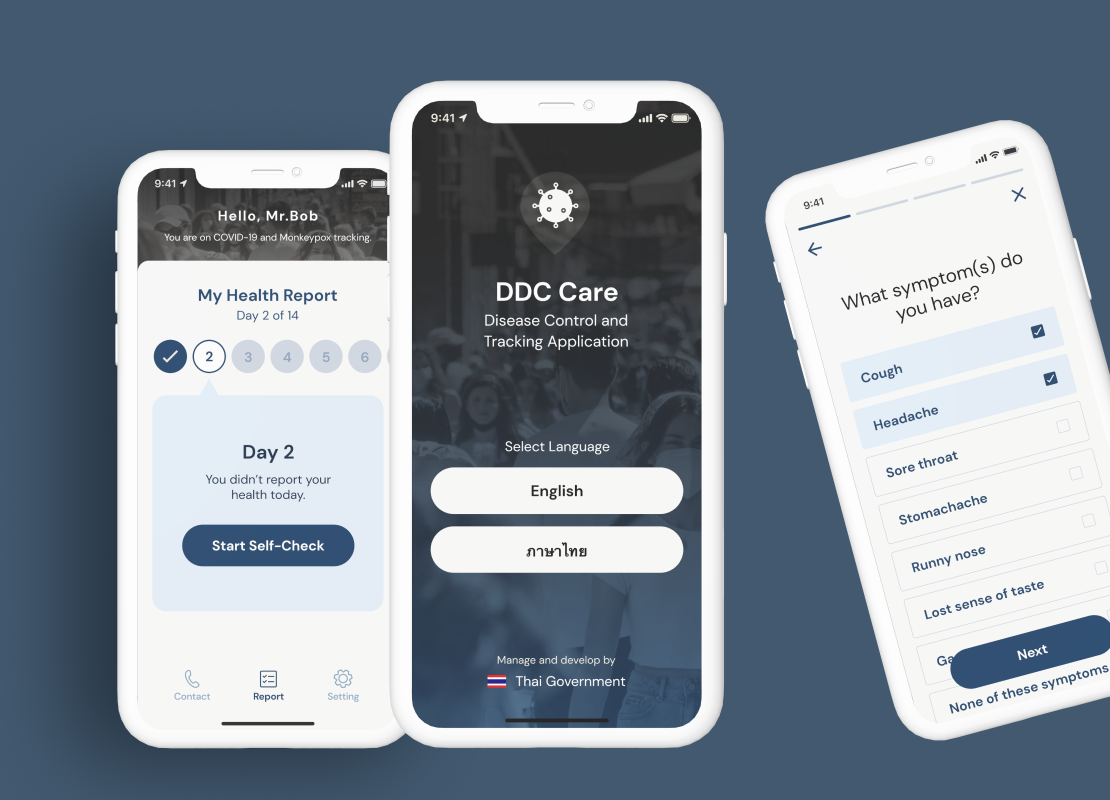 9:41
Hello, Mr.Bob
You are on COVID-19 and Monkeypox tracking.
My Health Report
Day 2 of 14
2 3 4 5 6
Day 2
You didn't report your
health today.
Start Self-Check
Contact Report Setting
9:41
DDC Care
Disease Control and
Tracking Application
Select Language
English
ภาษาไทย
Manage and develop by
Thai Government
9:41
What symptom(s) do
you have?
Cough
Headache
Sore throat
Stomachache
Runny nose
Lost sense of taste
Next
None of these symptoms